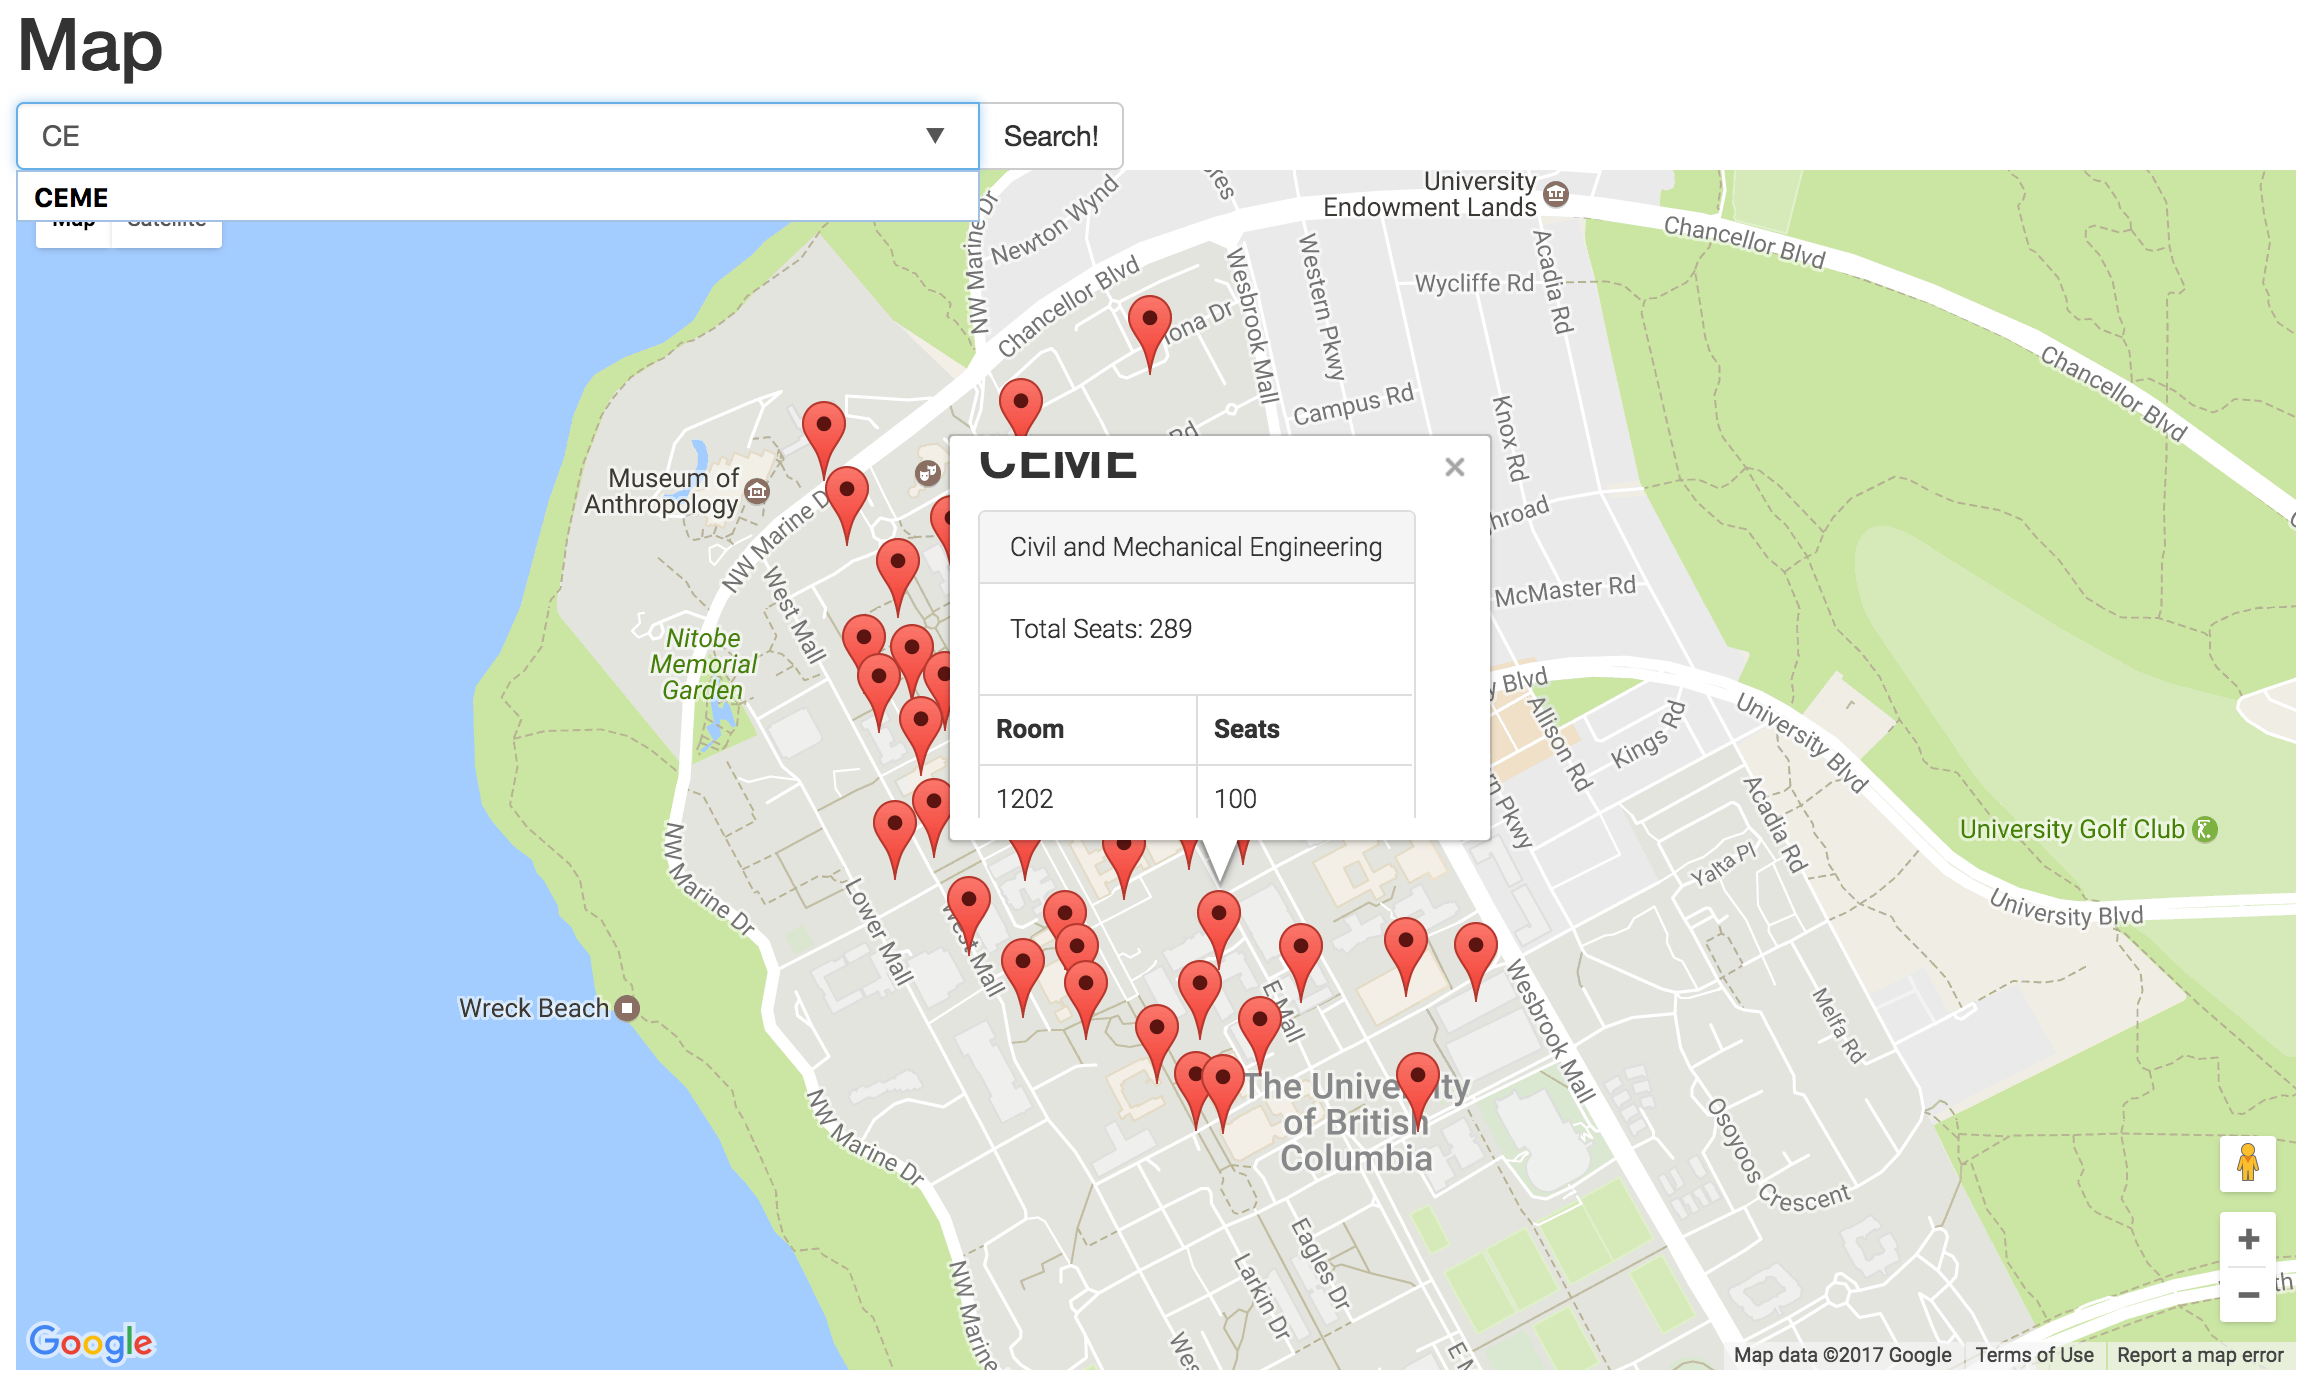 Map
CE
Search!
CEME
Map
Satellite
University
Endowment Lands
NW Marine Dr
Newton Wynd
Chancellor Blvd
Chancellor Blvd
Chancellor Blvd
Wesbrook Mall
Western Pkwy
Acadia Rd
Wycliffe Rd
Iona Dr
Campus Rd
Knox Rd
Rd
CEME
Museum of
Anthropology
NW Marine D
West Mall
Civil and Mechanical Engineering
McMaster Rd
Nitobe
Memorial
Garden
Total Seats: 289
Blvd
Allison Rd
Kings Rd
University Blvd
Room
Seats
1202
100
Pkwy
Acadia Rd
University Golf Club
Yalta Pl
University Blvd
NW Marine Dr
Lower Mall
West Mall
E Mall
Wesbrook Mall
Melfa Rd
Wreck Beach
The University
of British
Columbia
NW Marine Dr
Osoyoos Crescent
Eagles Dr
Larkin Dr
NW Marine
Google
Map data ©2017 Google
Terms of Use
Report a map error